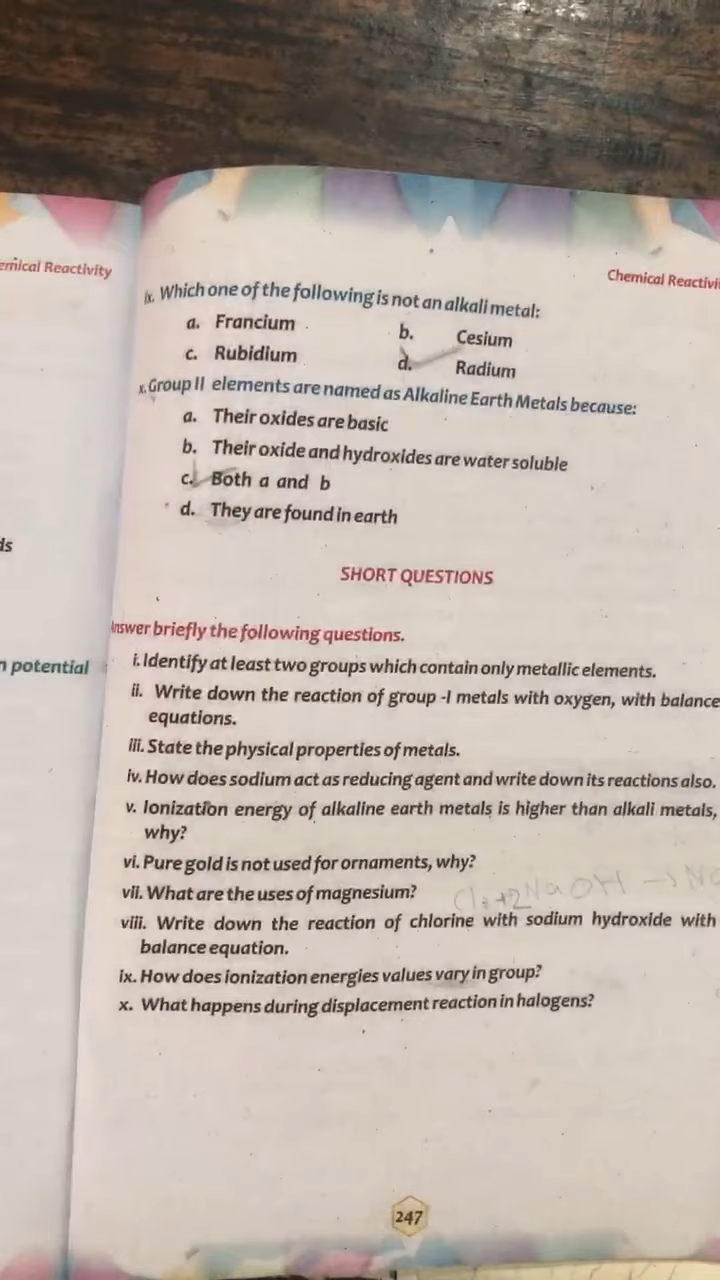 emical Reactivity
ds
n potential
Chemical Reactivi
ix. Which one of the following is not an alkali metal:
a. Francium b. Cesium
c. Rubidium d. Radium
x. Group II elements are named as Alkaline Earth Metals because:
a. Their oxides are basic
b. Their oxide and hydroxides are water soluble
c. Both a and b
d. They are found in earth
SHORT QUESTIONS
Answer briefly the following questions.
i. Identify at least two groups which contain only metallic elements.
ii. Write down the reaction of group -I metals with oxygen, with balance
equations.
iii. State the physical properties of metals.
iv. How does sodium act as reducing agent and write down its reactions also.
v. Ionization energy of alkaline earth metals is higher than alkali metals,
why?
vi. Pure gold is not used for ornaments, why?
vii. What are the uses of magnesium?
NaOH →
viii. Write down the reaction of chlorine with sodium hydroxide with
balance equation.
ix. How does ionization energies values vary in group?
x. What happens during displacement reaction in halogens?
247